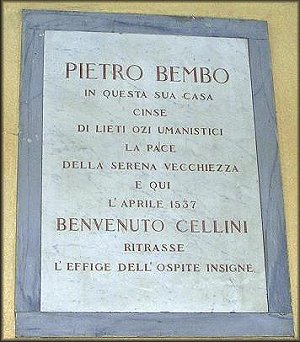 PIETRO BEMBO
IN QUESTA SUA CASA
CINSE
DI LIETI OZI UMANISTICI
LA PACE
DELLA SERENA VECCHIEZZA
E QUI
L'APRILE 1537
BENVENUTO CELLINI
RITRASSE
L'EFFIGE DELL'OSPITE INSIGNE